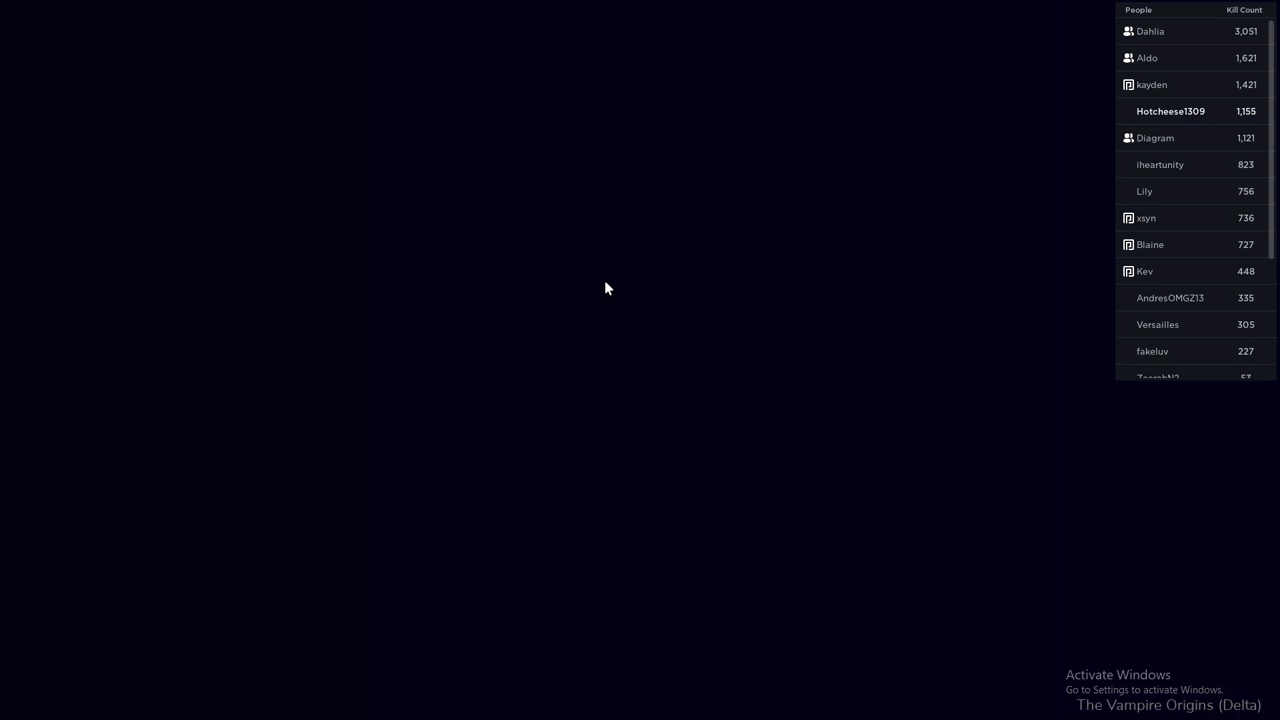 People Kill Count
Dahlia 3,051
Aldo 1,621
kayden 1,421
Hotcheese1309 1,155
Diagram 1,121
iheartunity 823
Lily 756
xsyn 736
Blaine 727
Kev 448
AndresOMGZ13 335
Versailles 305
fakeluv 227
Activate Windows
Go to Settings to activate Windows.
The Vampire Origins (Delta)